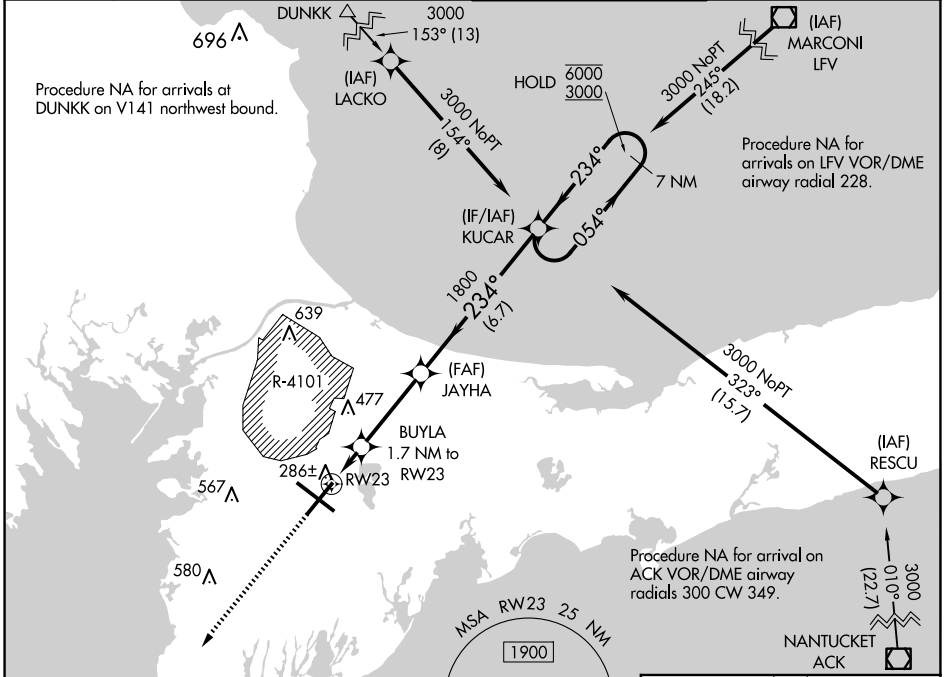 DUNKK
3000
153° (13)
696
(IAF)
MARCONI
LFV
Procedure NA for arrivals at
DUNKK on V141 northwest bound.
(IAF)
LACKO
HOLD
6000
3000
3000 NoPT
245°
(18.2)
3000 NoPT
154°
(8)
Procedure NA for
arrivals on LFV VOR/DME
airway radial 228.
234°
7 NM
054°
(IF/IAF)
KUCAR
1800
234°
(6.7)
639
R-4101
(FAF)
JAYHA
3000 NoPT
323°
(15.7)
477
BUYLA
1.7 NM to
RW23
286±
RW23
(IAF)
RESCU
567
580
Procedure NA for arrival on
ACK VOR/DME airway
radials 300 CW 349.
3000
010°
(22.7)
MSA RW23 25 NM
1900
NANTUCKET
ACK